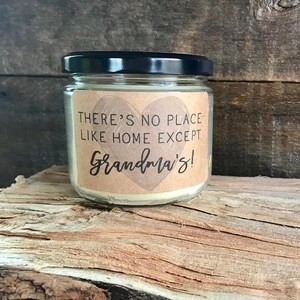 THERE'S NO PLACE
LIKE HOME EXCEPT
Grandma's!